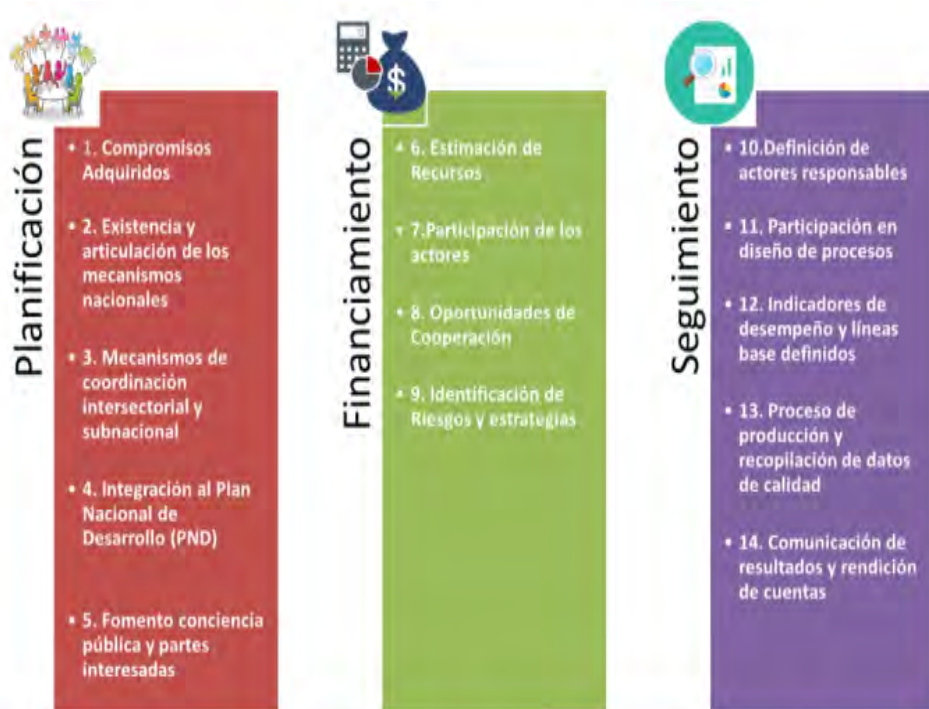 Planificación
• 1. Compromisos
Adquiridos
• 2. Existencia y
articulación de los
mecanismos
nacionales
• 3. Mecanismos de
coordinación
intersectorial y
subnacional
• 4. Integración al Plan
Nacional de
Desarrollo (PND)
• 5. Fomento conciencia
pública y partes
interesadas
Financiamiento
$
• 6. Estimación de
Recursos
• 7.Participación de los
actores
• 8. Oportunidades de
Cooperación
• 9. Identificación de
Riesgos y estrategias
Seguimiento
• 10.Definición de
actores responsables
• 11. Participación en
diseño de procesos
• 12. Indicadores de
desempeño y líneas
base definidos
• 13. Proceso de
producción y
recopilación de datos
de calidad
• 14. Comunicación de
resultados y rendición
de cuentas